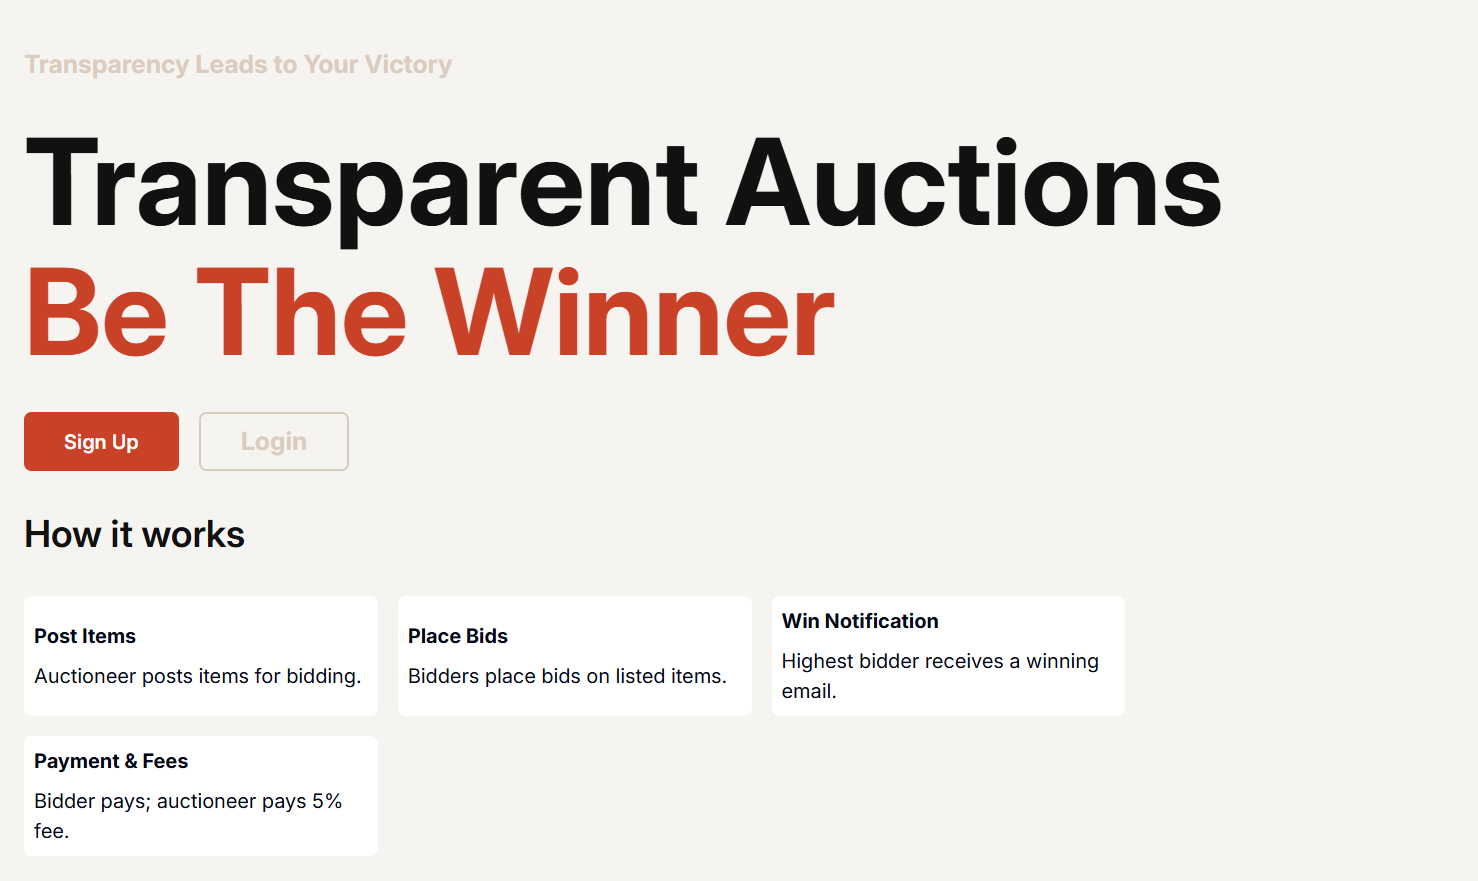 Transparency Leads to Your Victory
Transparent Auctions
Be The Winner
Sign Up
Login
How it works
Post Items
Auctioneer posts items for bidding.
Place Bids
Bidders place bids on listed items.
Win Notification
Highest bidder receives a winning
email.
Payment & Fees
Bidder pays; auctioneer pays 5%
fee.